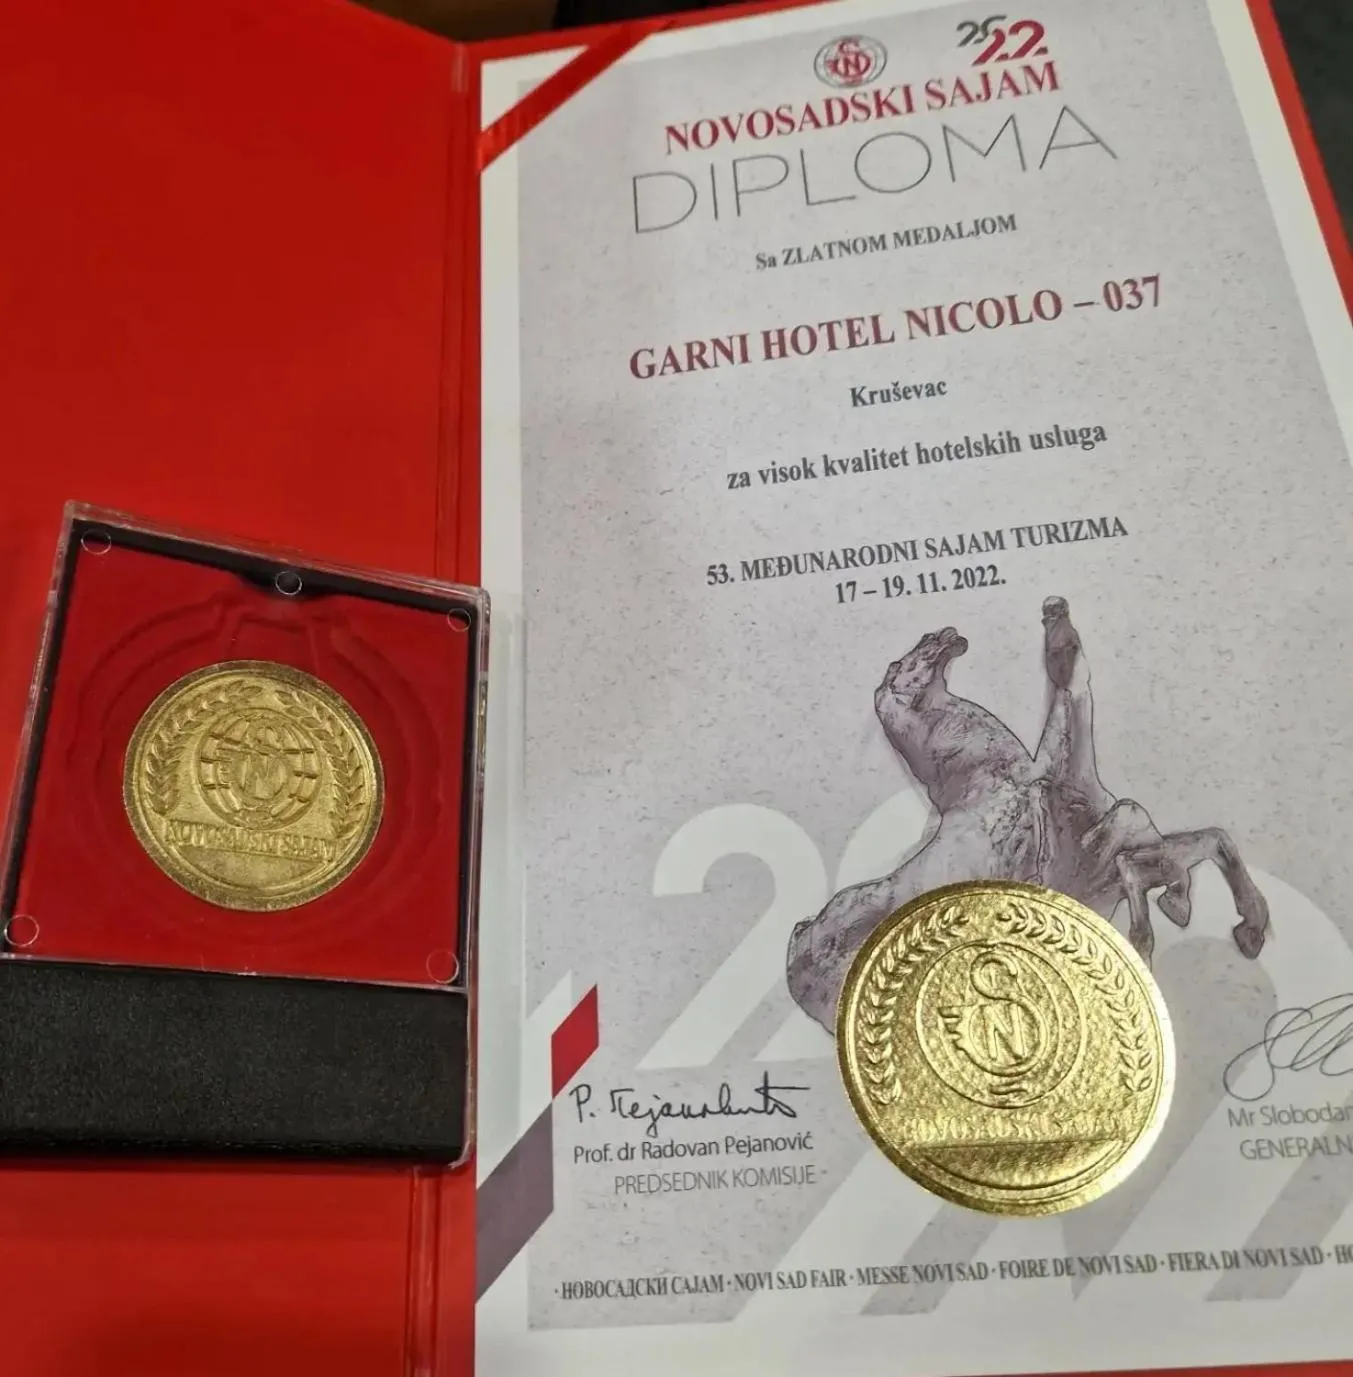 2022
NOVOSADSKI SAJAM
DIPLOMA
Sa ZLATNOM MEDALJOM
GARNI HOTEL NICOLO – 037
Kruševac
za visok kvalitet hotelskih usluga
53. MEĐUNARODNI SAJAM TURIZMA
17 – 19. 11. 2022.
NOVOSADSKI SAJAM
NOVOSADSKI SAJAM
P. Пејановић
Prof. dr Radovan Pejanović
PREDSEDNIK KOMISIJE
Mr Slobodan
GENERALN
· НОВОСАДСКИ САЈАМ · NOVI SAD FAIR · MESSE NOVI SAD · FOIRE DE NOVI SAD · FIERA DI NOVI SAD ·